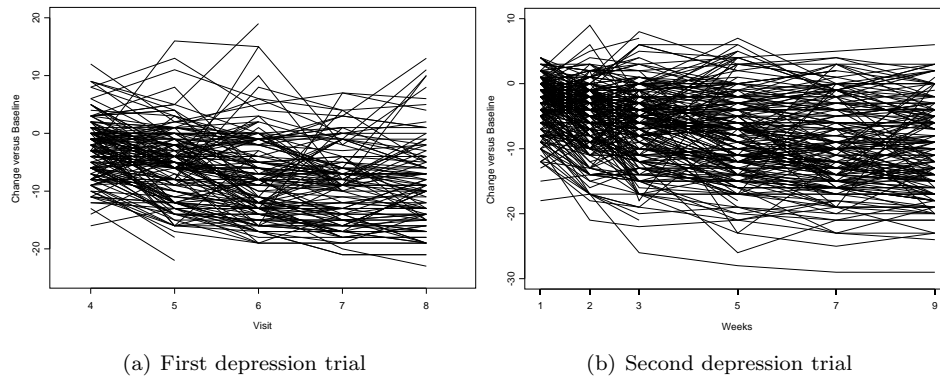 20
10
0
-10
-20
Change versus Baseline
4 5 6 7 8
Visit
(a) First depression trial
10
0
-10
-20
-30
Change versus Baseline
1 2 3 5 7 9
Weeks
(b) Second depression trial